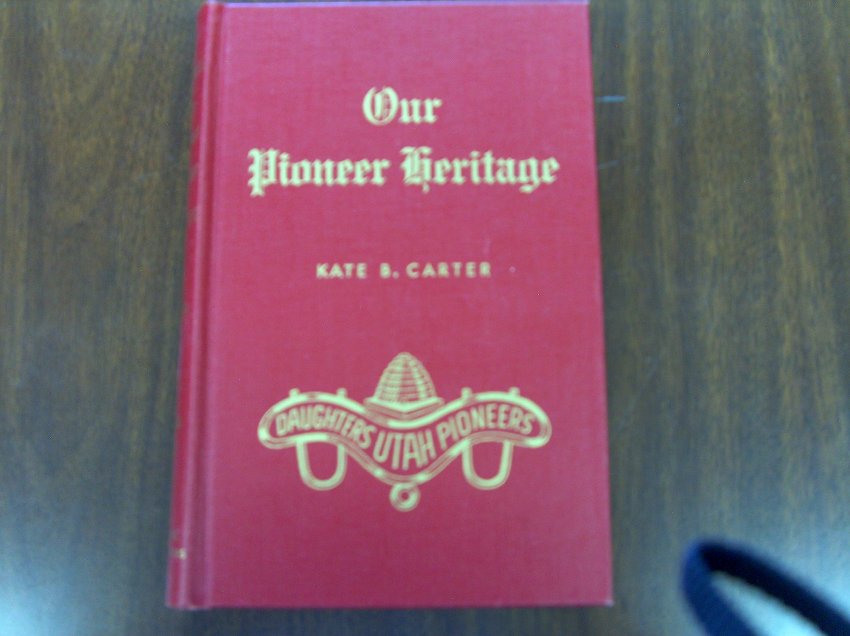 Our
Pioneer Heritage
KATE B. CARTER
DAUGHTERS UTAH PIONEERS